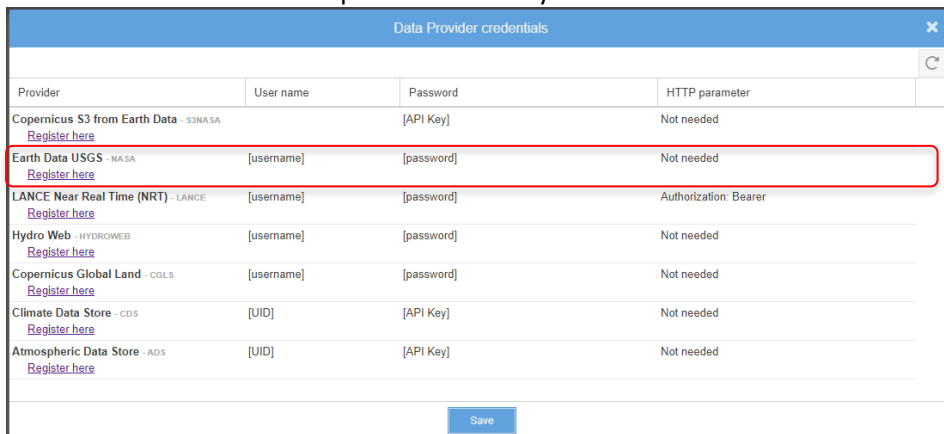 Data Provider credentials
Provider User name Password HTTP parameter
Copernicus S3 from Earth Data - S3NASA [API Key] Not needed
Register here
Earth Data USGS - NASA [username] [password] Not needed
Register here
LANCE Near Real Time (NRT) - LANCE [username] [password] Authorization: Bearer
Register here
Hydro Web - HYDROWEB [username] [password] Not needed
Register here
Copernicus Global Land - CGLS [username] [password] Not needed
Register here
Climate Data Store - CDS [UID] [API Key] Not needed
Register here
Atmospheric Data Store - ADS [UID] [API Key] Not needed
Register here
Save